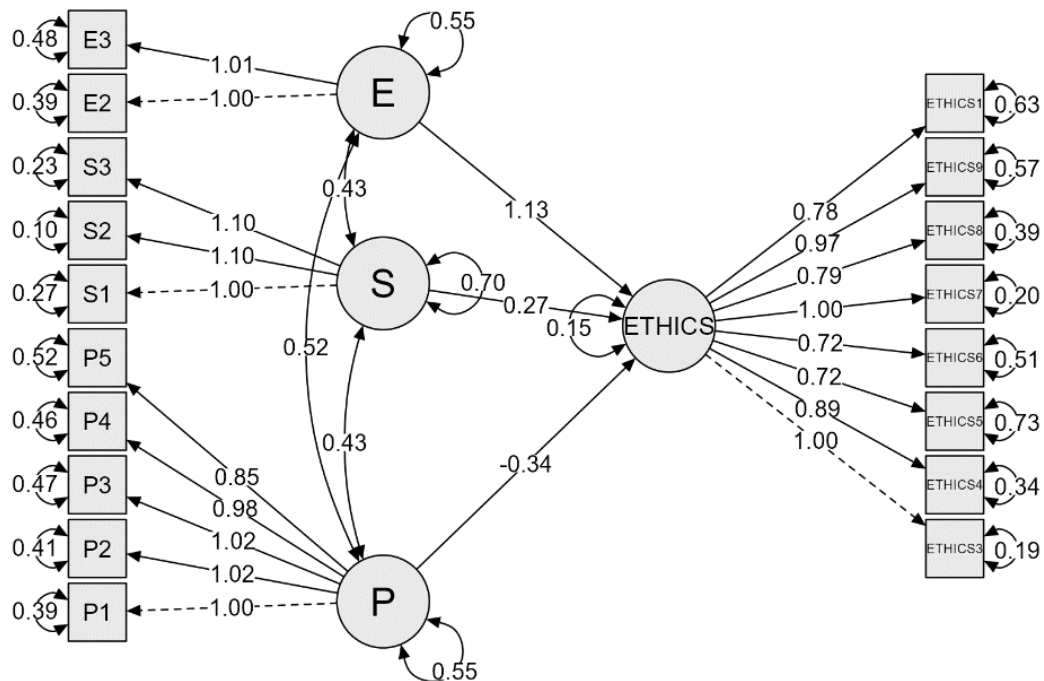 0.48 E3
0.39 E2
0.23 S3
0.10 S2
0.27 S1
0.52 P5
0.46 P4
0.47 P3
0.41 P2
0.39 P1
1.01
1.00
1.10
1.10
1.00
0.85
0.98
1.02
1.02
1.00
E 0.55
0.43
S 0.70
0.52
0.43
P 0.55
1.13
0.27
-0.34
0.15 ETHICS
0.78
0.97
0.79
1.00
0.72
0.72
0.89
1.00
ETHICS1 0.63
ETHICS9 0.57
ETHICS8 0.39
ETHICS7 0.20
ETHICS6 0.51
ETHICS5 0.73
ETHICS4 0.34
ETHICS3 0.19